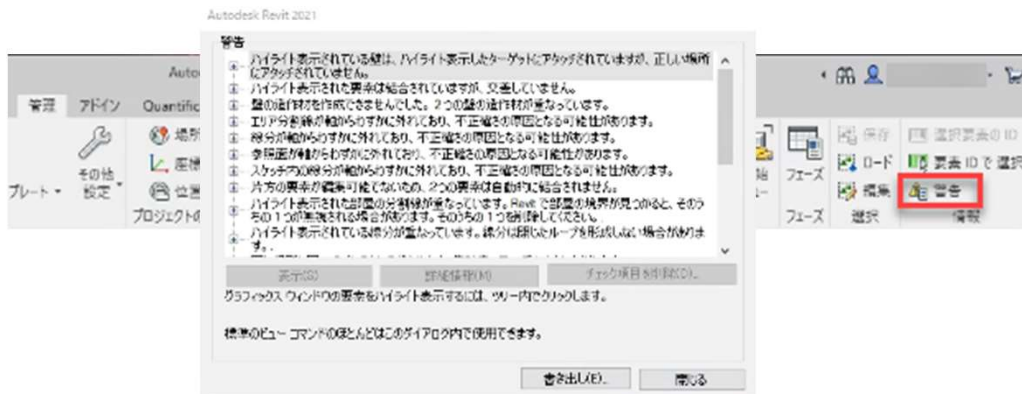 Autodesk Revit 2021
警告
ハイライト表示されている壁は、ハイライト表示したターゲットにアタッチされていますが、正しい場所
にアタッチされていません。
ハイライト表示された要素は結合されていますが、交差していません。
壁の造作材を作成できませんでした。2つの壁の造作材が重なっています。
エリア分割線が軸からわずかに外れており、不正確さの原因となる可能性があります。
線分が軸からわずかに外れており、不正確さの原因となる可能性があります。
参照面が軸からわずかに外れており、不正確さの原因となる可能性があります。
スケッチ内の線分が軸からわずかに外れており、不正確さの原因となる可能性があります。
片方の要素が編集可能でないため、2つの要素は自動的に結合されません。
ハイライト表示された部屋の分割線が重なっています。Revit で部屋の境界が見つかると、そのう
ちの 1 つが無視される場合があります。そのうちの 1 つを削除してください。
ハイライト表示されている線分が重なっています。線分は閉じたループを形成しない場合がありま
す。.
表示(S)
詳細情報(M)
チェック項目を削除(D)...
グラフィックス ウィンドウの要素をハイライト表示するには、ツリー内でクリックします。
標準のビュー コマンドのほとんどはこのダイアログ内で使用できます。
書き出し(E)...
閉じる
Auto
管理
アドイン
Quantific
場所
座標
位置
その他
設定
プレート
プロジェクトの
フェーズ
フェーズ
保存
ロード
編集
選択
選択要素の ID
要素 ID で選択
警告
情報